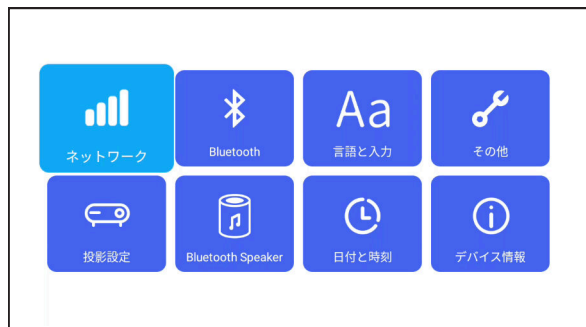 ネットワーク
Bluetooth
Aa
言語と入力
その他
投影設定
Bluetooth Speaker
日付と時刻
デバイス情報